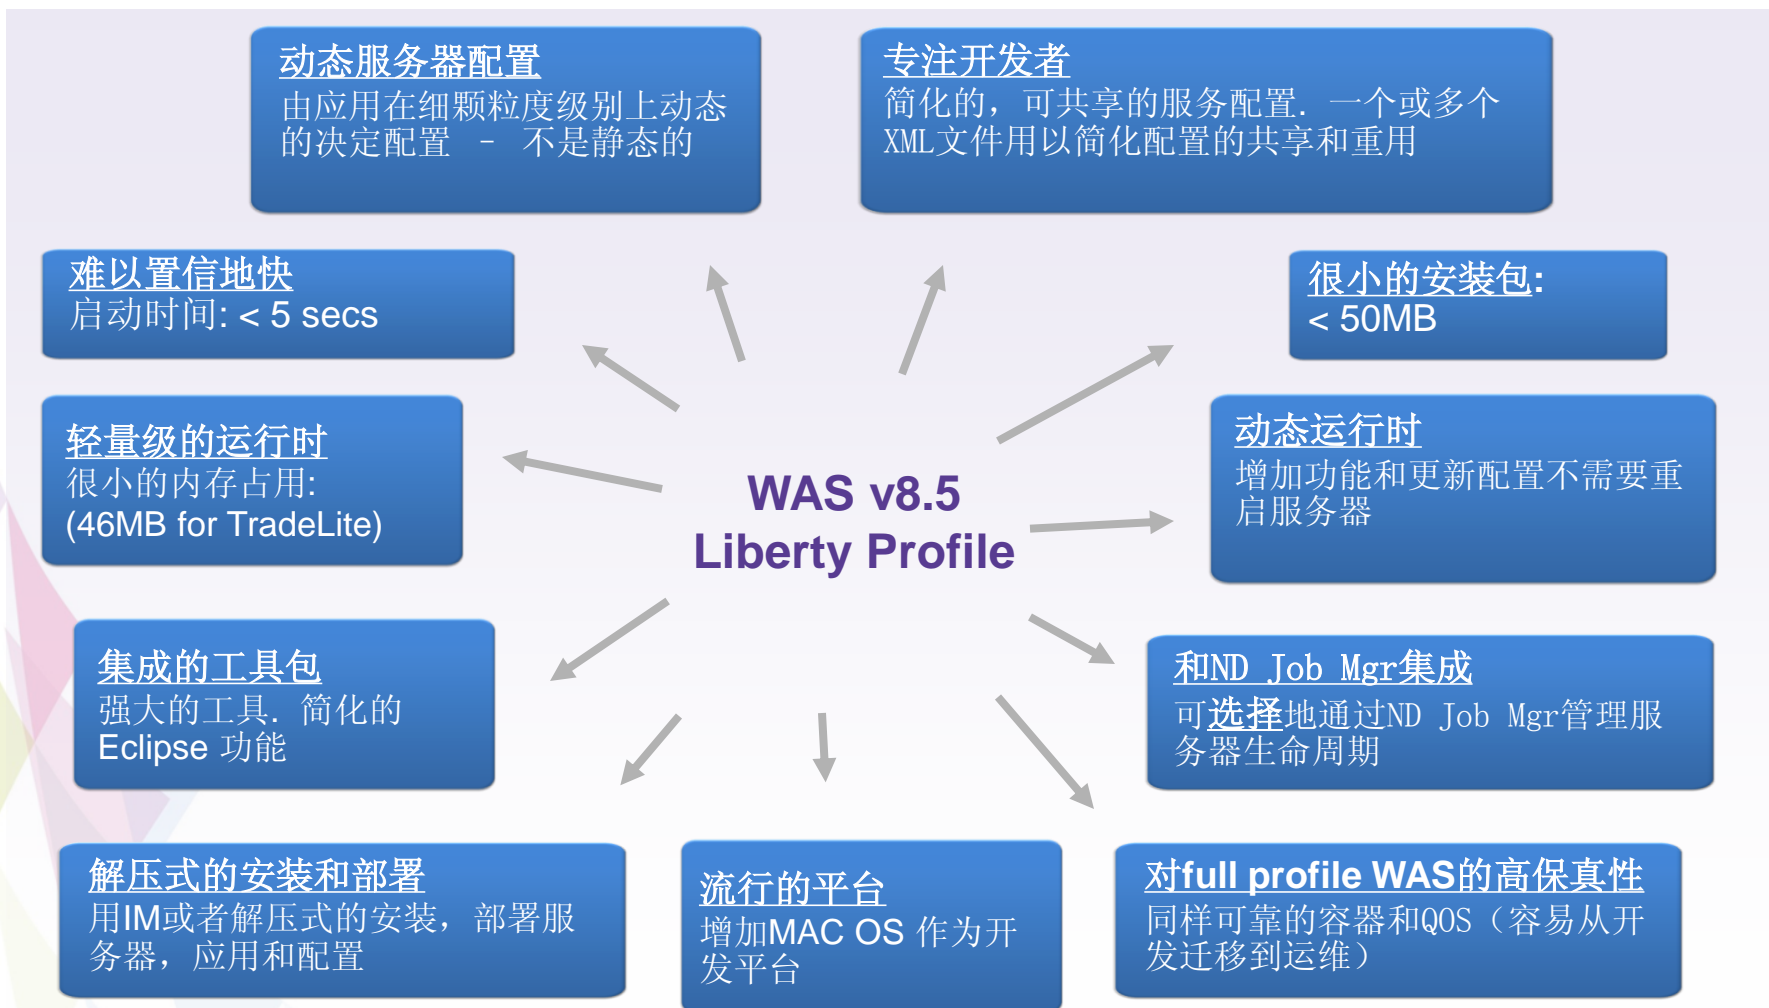 动态服务器配置
由应用在细颗粒度级别上动态
的决定配置 – 不是静态的
专注开发者
简化的，可共享的服务配置. 一个或多个
XML文件用以简化配置的共享和重用
难以置信地快
启动时间: < 5 secs
很小的安装包:
< 50MB
轻量级的运行时
很小的内存占用:
(46MB for TradeLite)
WAS v8.5
Liberty Profile
动态运行时
增加功能和更新配置不需要重
启服务器
集成的工具包
强大的工具. 简化的
Eclipse 功能
和ND Job Mgr集成
可选择地通过ND Job Mgr管理服
务器生命周期
解压式的安装和部署
用IM或者解压式的安装，部署服
务器，应用和配置
流行的平台
增加MAC OS 作为开
发平台
对full profile WAS的高保真性
同样可靠的容器和QOS（容易从开
发迁移到运维）